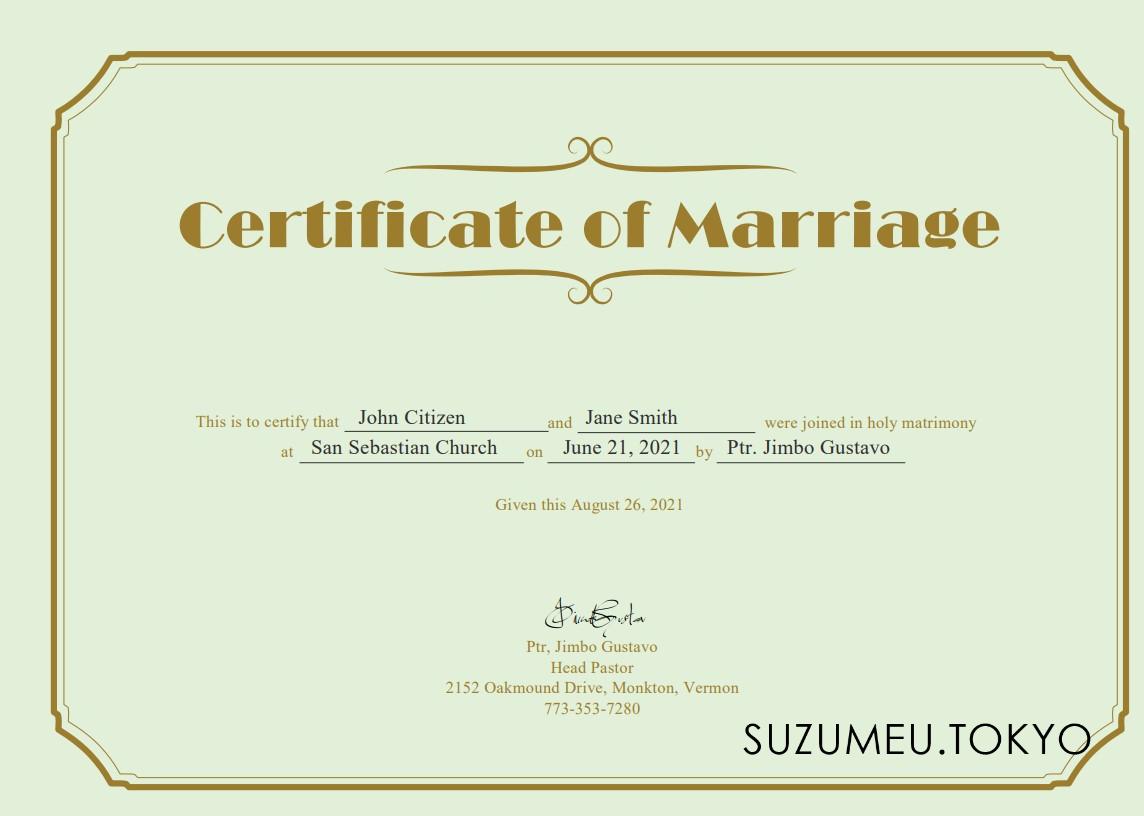 Certificate of Marriage
This is to certify that John Citizen and Jane Smith were joined in holy matrimony
at San Sebastian Church on June 21, 2021 by Ptr. Jimbo Gustavo
Given this August 26, 2021
Ptr, Jimbo Gustavo
Head Pastor
2152 Oakmound Drive, Monkton, Vermon
773-353-7280
SUZUMEU.TOKYO